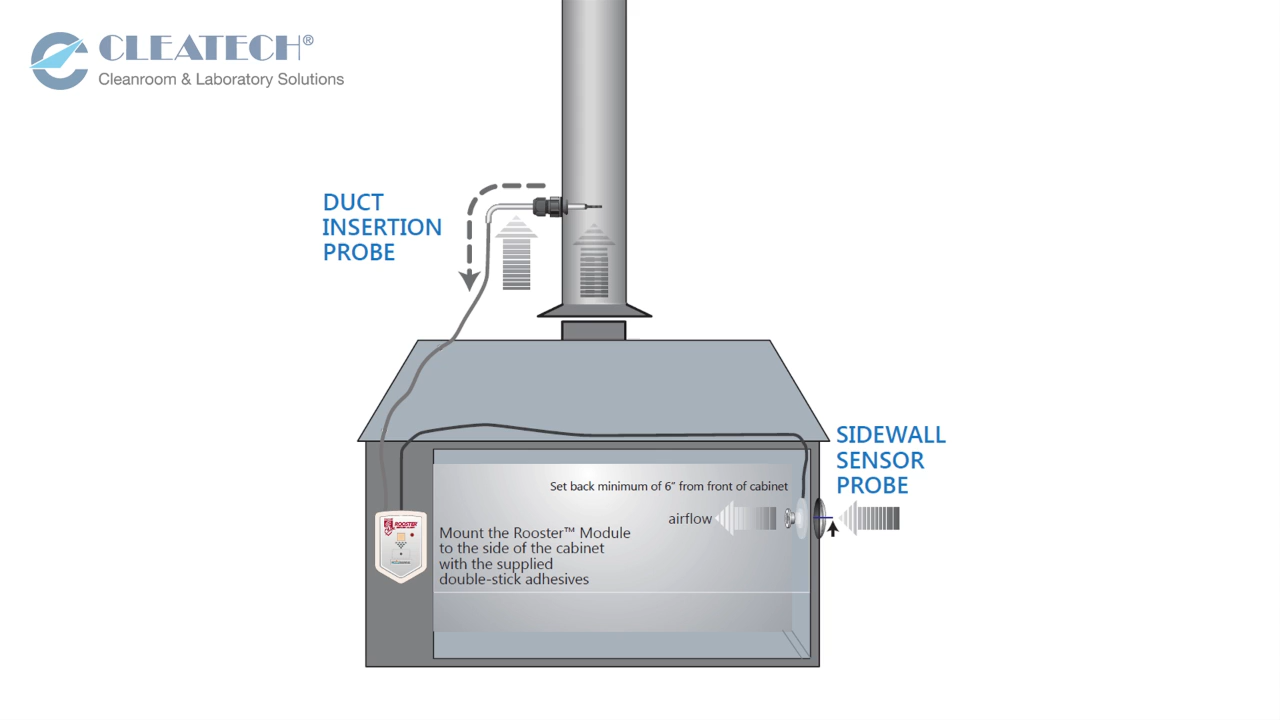 CLEATECH®
Cleanroom & Laboratory Solutions
DUCT
INSERTION
PROBE
SIDEWALL
SENSOR
PROBE
Set back minimum of 6" from front of cabinet
airflow
ROOSTER
Mount the Rooster™ Module
to the side of the cabinet
with the supplied
double-stick adhesives